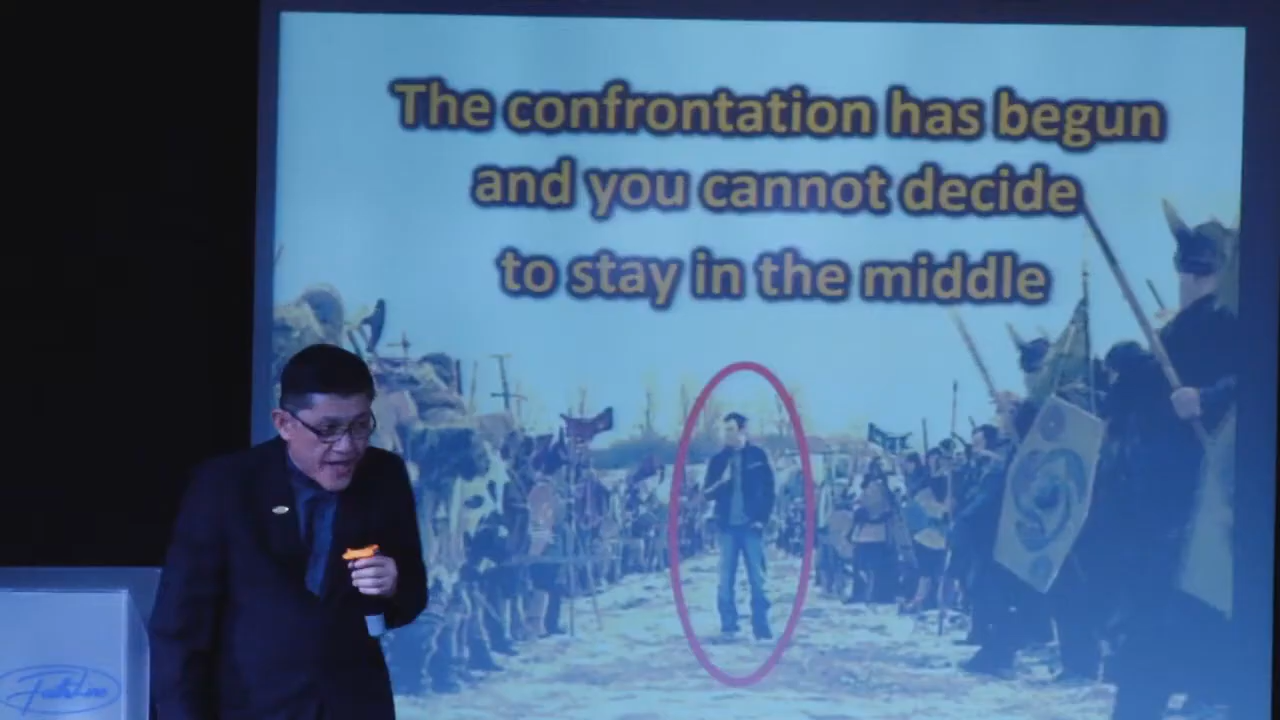 The confrontation has begun
and you cannot decide
to stay in the middle